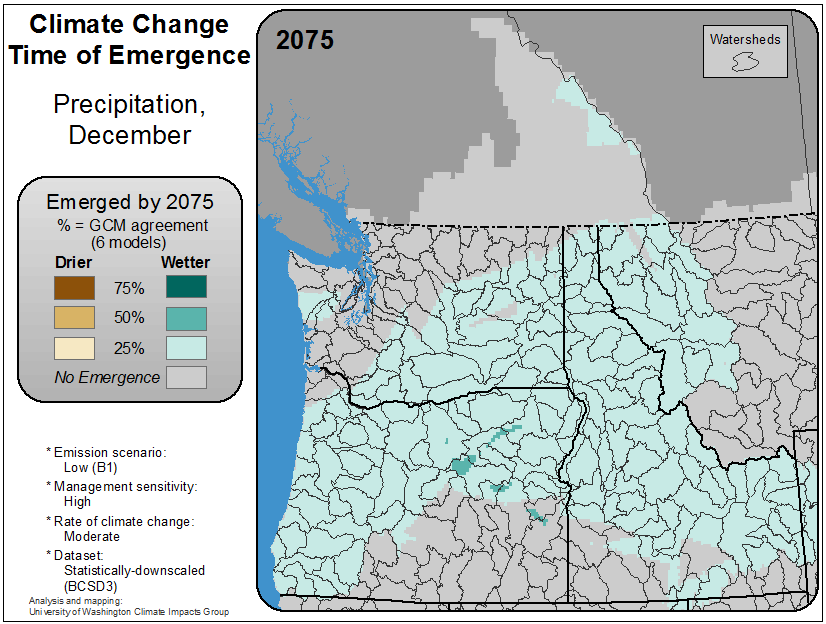 Climate Change
Time of Emergence
Precipitation,
December
Emerged by 2075
% = GCM agreement
(6 models)
Drier Wetter
75%
50%
25%
No Emergence
* Emission scenario:
Low (B1)
* Management sensitivity:
High
* Rate of climate change:
Moderate
* Dataset:
Statistically-downscaled
(BCSD3)
Analysis and mapping:
University of Washington Climate Impacts Group
2075
Watersheds